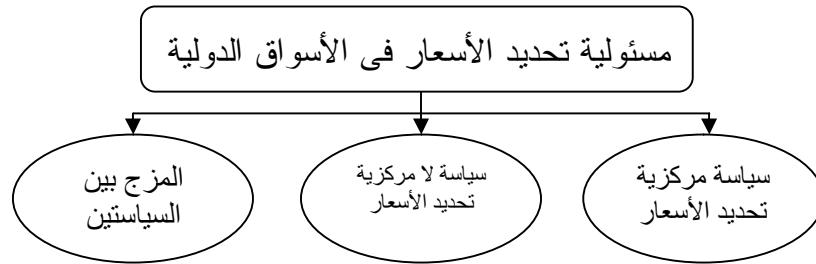 مسئولية تحديد الأسعار فى الأسواق الدولية
سياسة مركزية
تحديد الأسعار
سياسة لا مركزية
تحديد الأسعار
المزج بين
السياستين